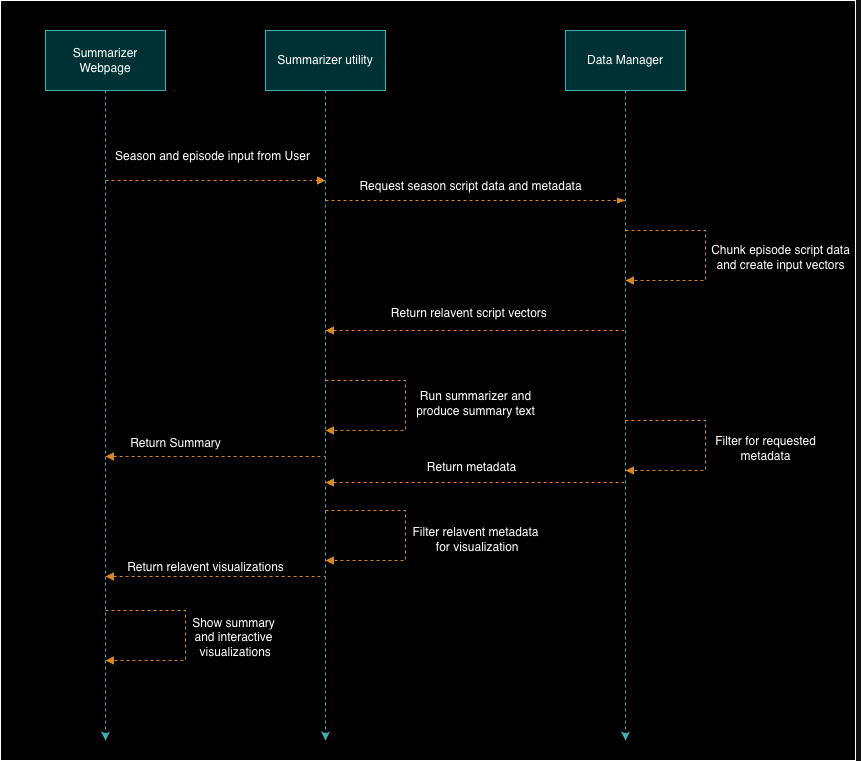 Summarizer
Webpage
Summarizer utility
Data Manager
Season and episode input from User
Request season script data and metadata
Chunk episode script data
and create input vectors
Return relavent script vectors
Run summarizer and
produce summary text
Return Summary
Filter for requested
metadata
Return metadata
Filter relavent metadata
for visualization
Return relavent visualizations
Show summary
and interactive
visualizations